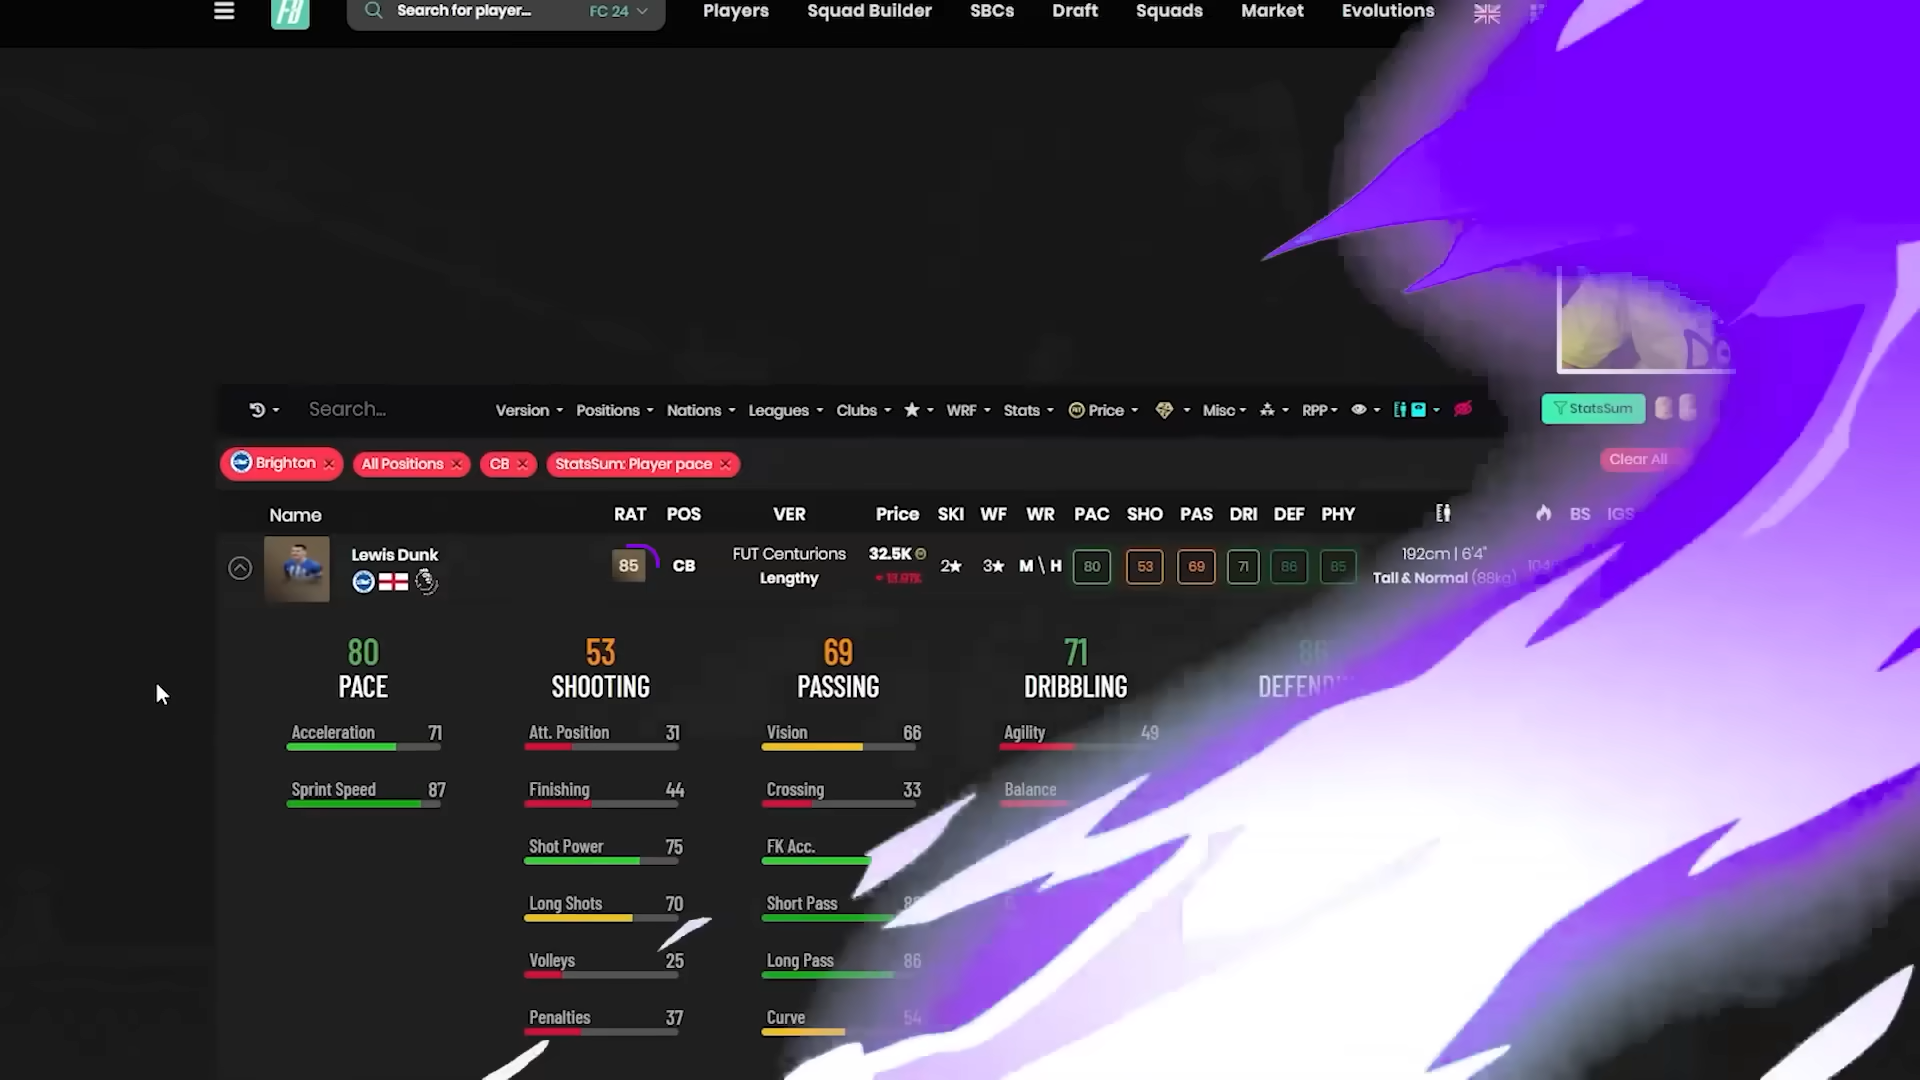 Search for player... FC 24 Players Squad Builder SBCs Draft Squads Market Evolutions
Search... Version Positions Nations Leagues Clubs WRF Stats Price Misc RPP StatsSum
Brighton All Positions CB StatsSum: Player pace Clear All
Name RAT POS VER Price SKI WF WR PAC SHO PAS DRI DEF PHY BS IGS
Lewis Dunk 85 CB FUT Centurions 32.5K 2★ 3★ M \ H 80 53 69 71 86 85 192cm | 6'4"
Lengthy Tall & Normal (88kg)
80 53 69 71 86
PACE SHOOTING PASSING DRIBBLING
Acceleration 71 Att. Position 31 Vision 66 Agility 49
Sprint Speed 87 Finishing 44 Crossing 33 Balance
Shot Power 75 FK Acc.
Long Shots 70 Short Pass
Volleys 25 Long Pass 86
Penalties 37 Curve 54